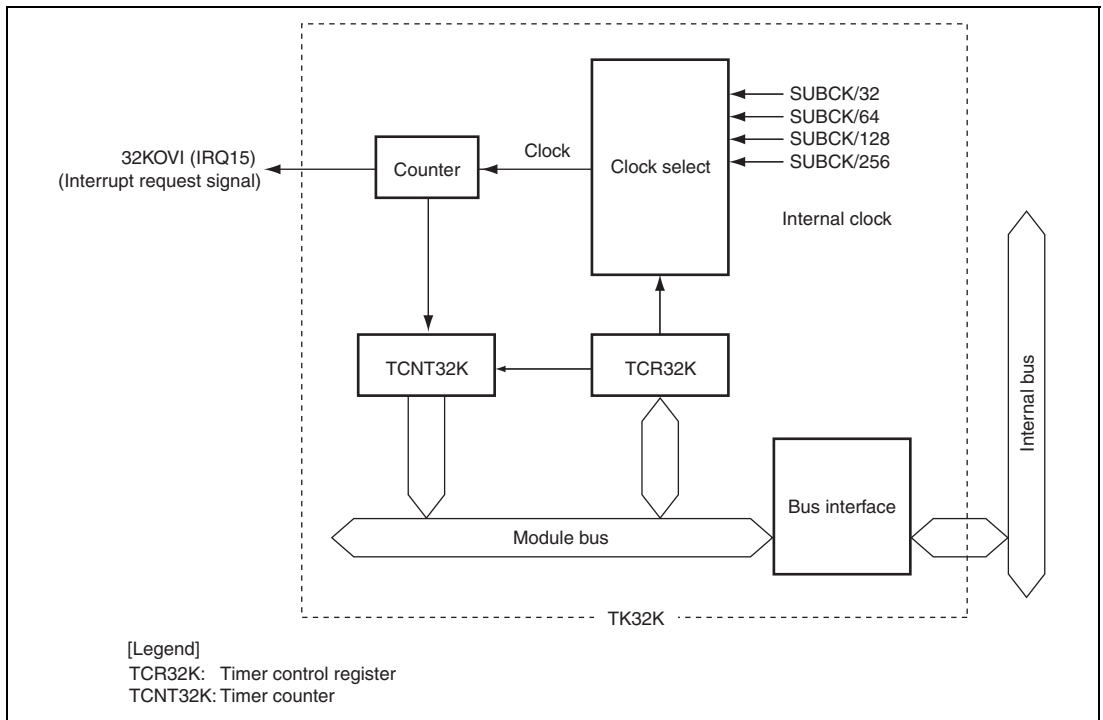 SUBCK/32
SUBCK/64
SUBCK/128
SUBCK/256
32KOVI (IRQ15)
(Interrupt request signal)
Counter
Clock
Clock select
Internal clock
TCNT32K
TCR32K
Internal bus
Bus interface
Module bus
TK32K
[Legend]
TCR32K: Timer control register
TCNT32K: Timer counter